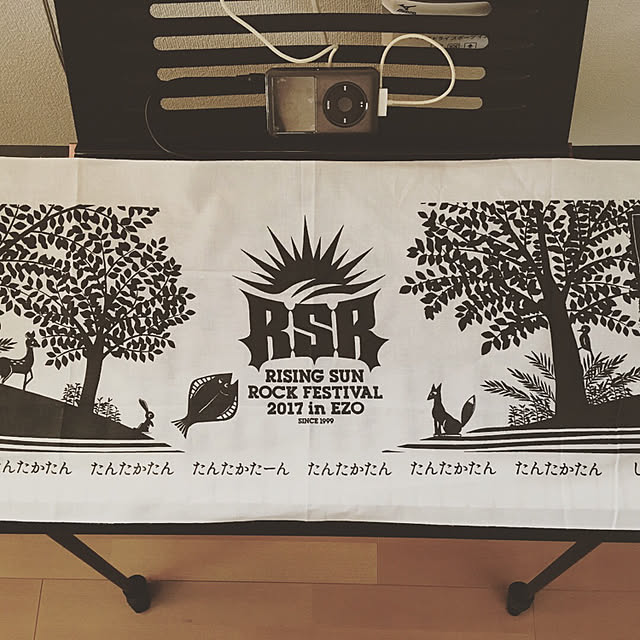 RSR
RISING SUN
ROCK FESTIVAL
2017 in EZO
SINCE 1999
んたかたん たんたかたん たんたかたーん たんたかたん たんたかたん たんたかたん し